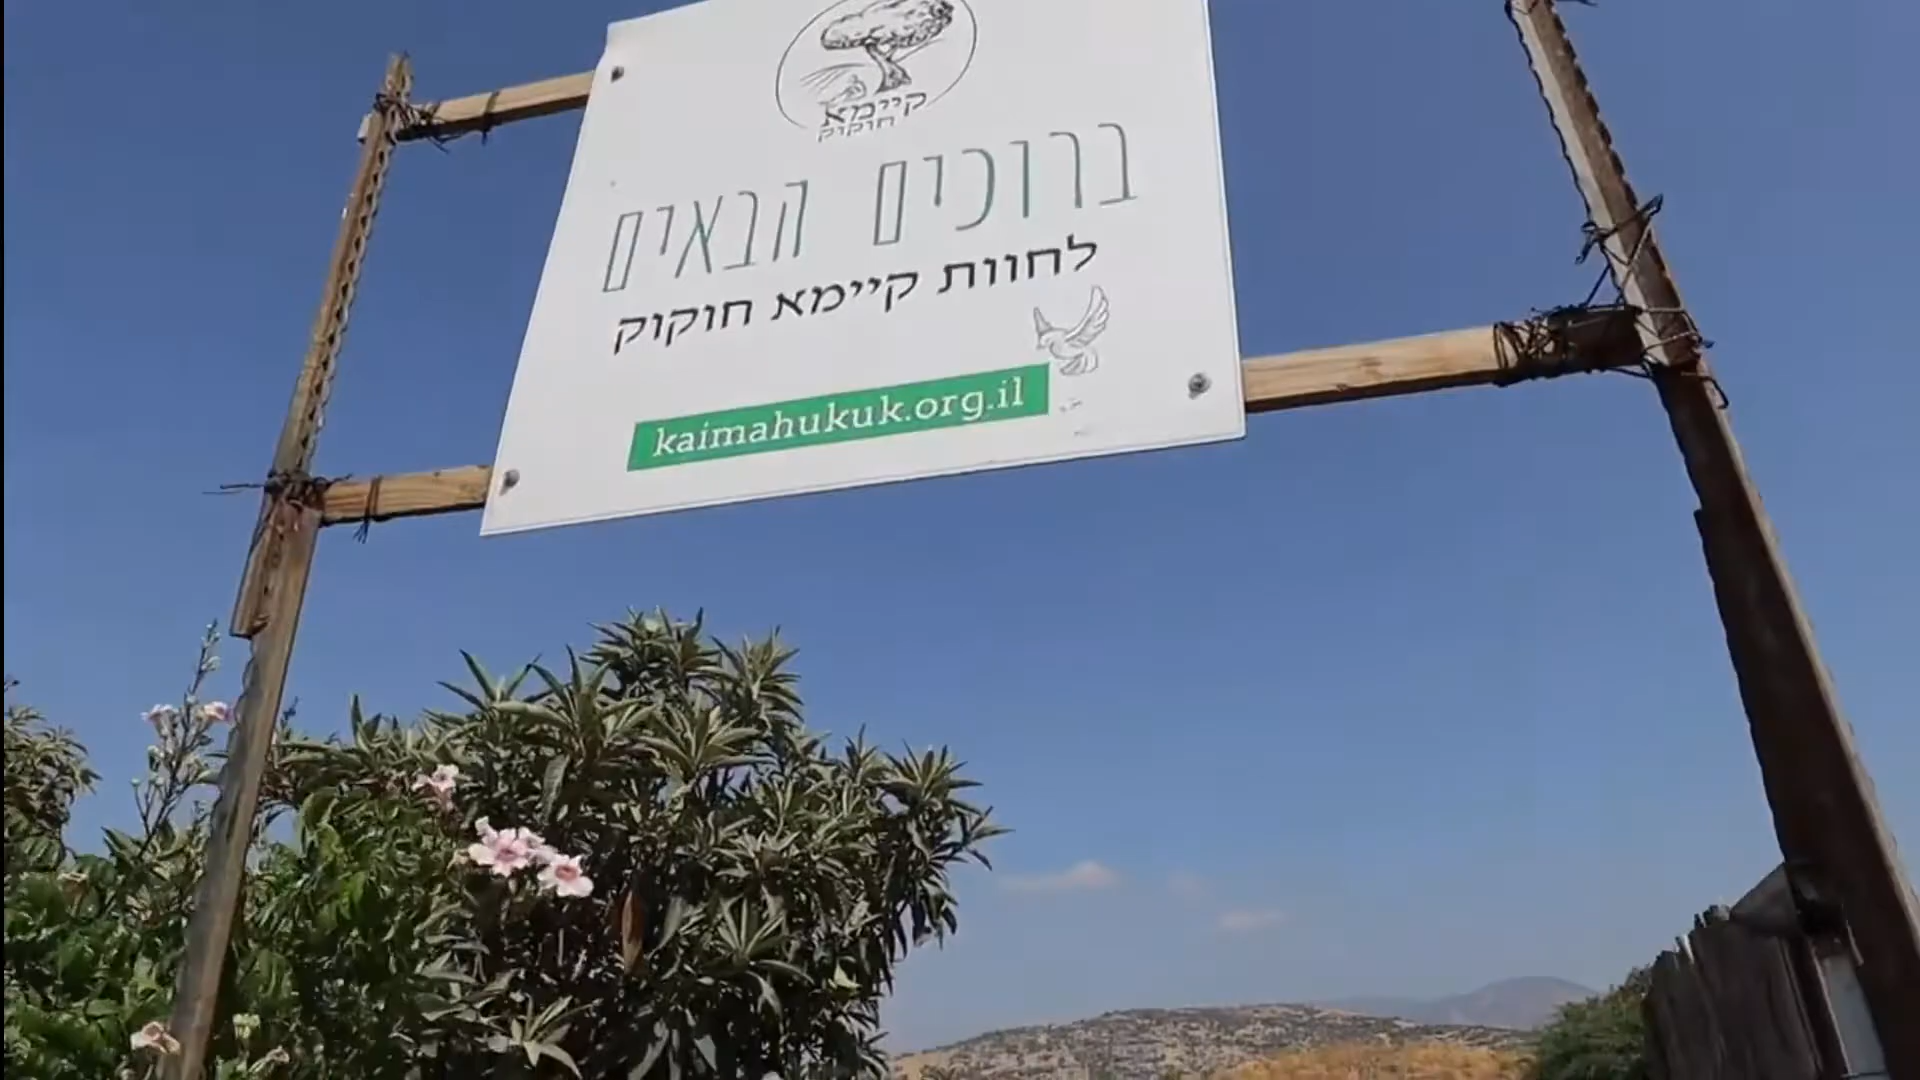 קיימא
חוקוק
ברוכים הבאים
לחוות קיימא חוקוק
kaimahukuk.org.il